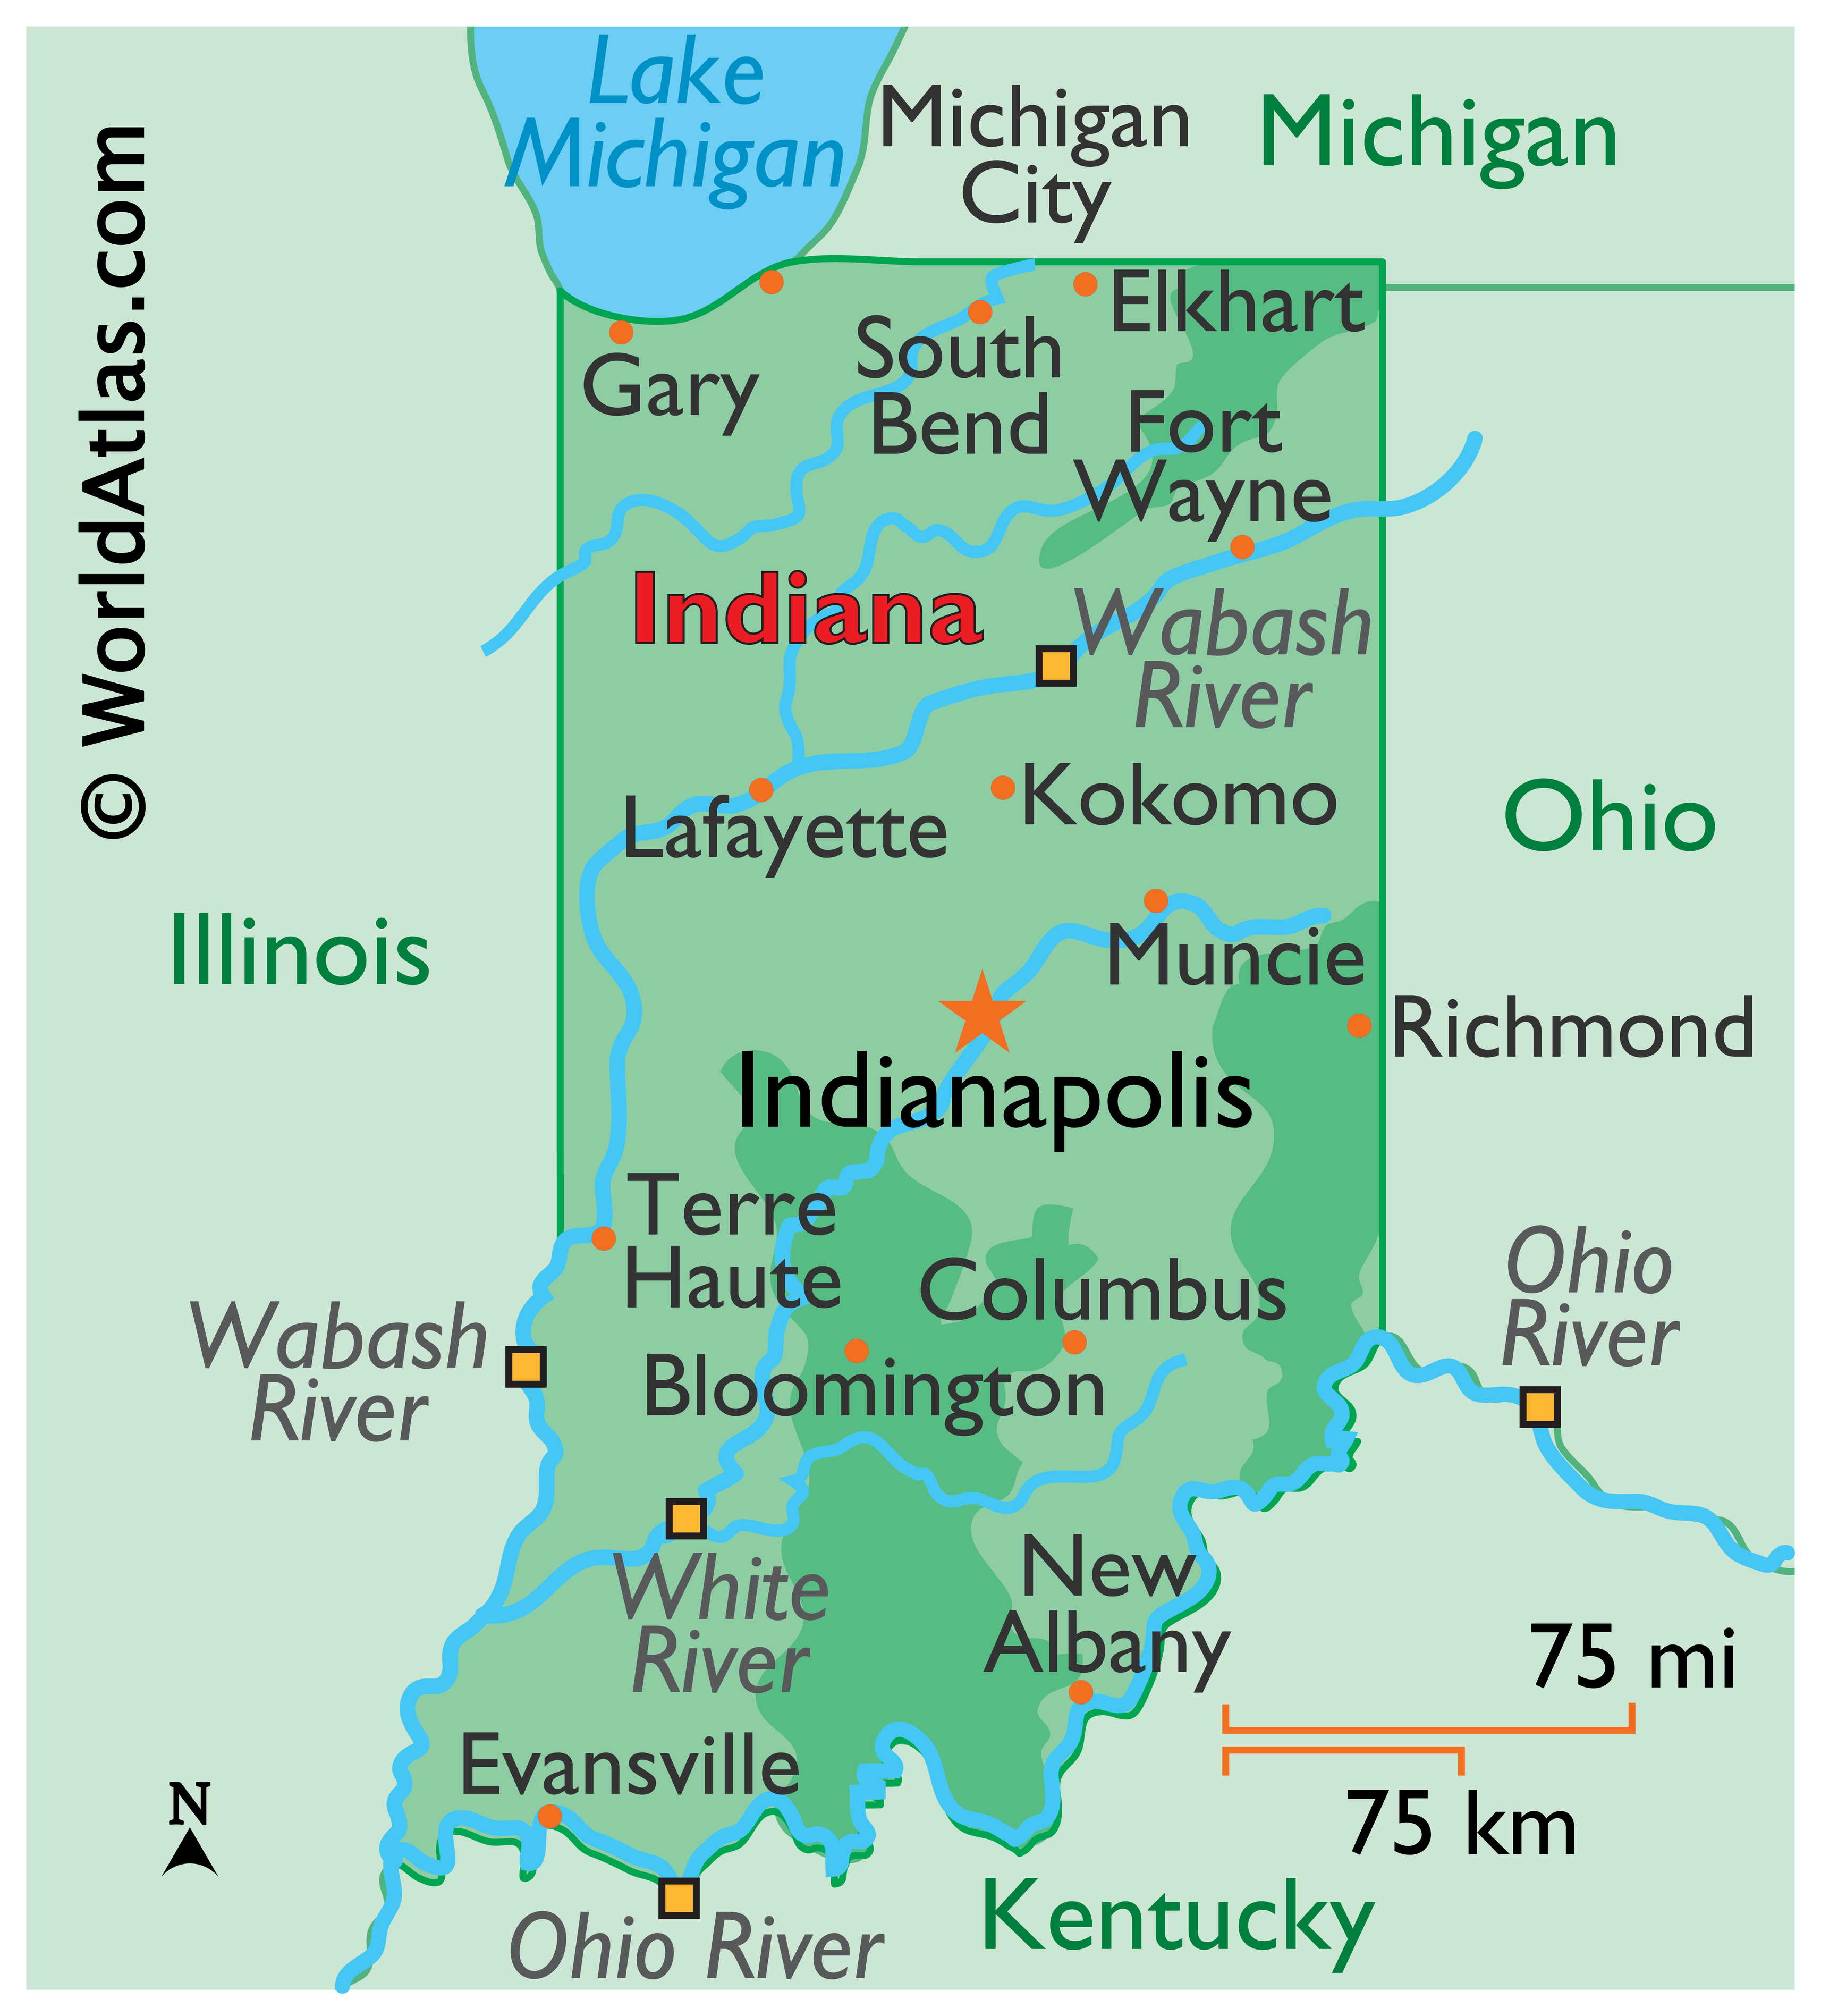 © WorldAtlas.com
Lake
Michigan
Michigan
City
Michigan
Elkhart
South
Bend
Gary
Fort
Wayne
Indiana
Wabash
River
Kokomo
Lafayette
Ohio
Illinois
Muncie
Richmond
Indianapolis
Terre
Haute
Columbus
Ohio
River
Wabash
River
Bloomington
White
River
New
Albany
75 mi
Evansville
N
75 km
Kentucky
Ohio River